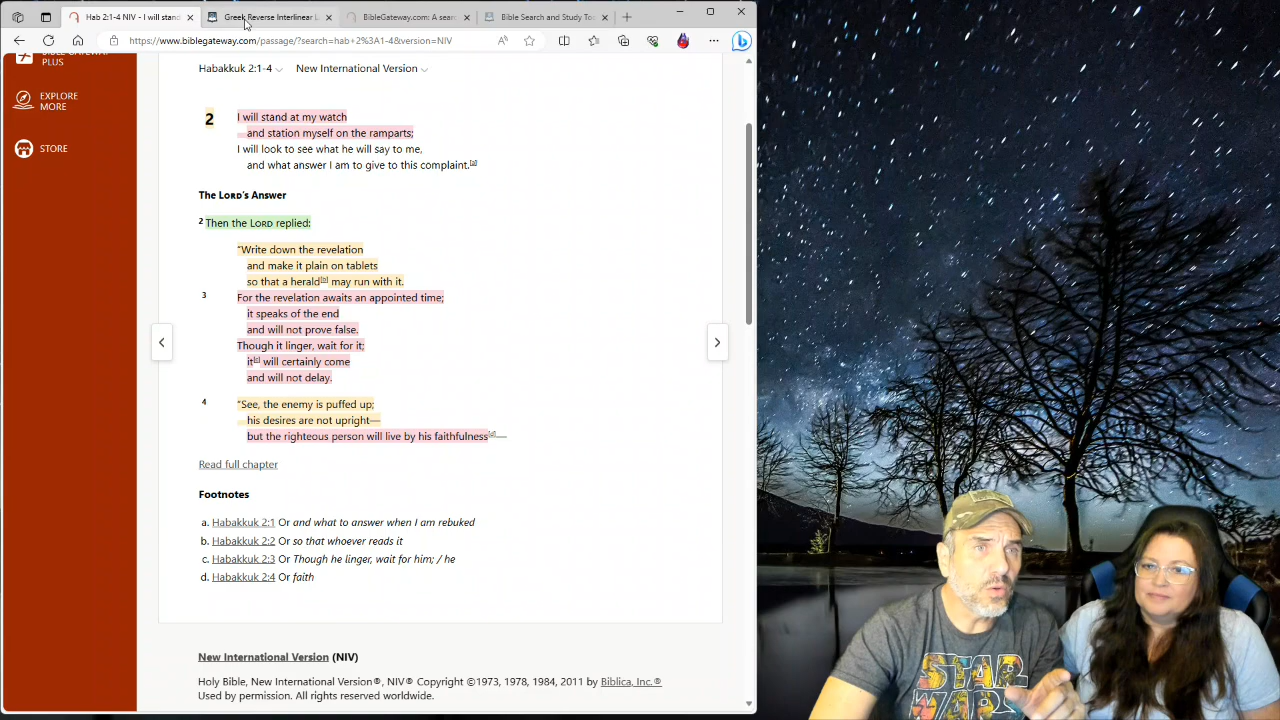 Hab 2:1-4 NIV - I will stand
Greek Reverse Interlinear L
BibleGateway.com: A searc
Bible Search and Study Too
https://www.biblegateway.com/passage/?search=hab+2%3A1-4&version=NIV
BIBLE GATEWAY
PLUS
EXPLORE
MORE
STORE
Habakkuk 2:1-4 New International Version
2 I will stand at my watch
and station myself on the ramparts;
I will look to see what he will say to me,
and what answer I am to give to this complaint.[a]
The LORD's Answer
2 Then the LORD replied:
“Write down the revelation
and make it plain on tablets
so that a herald[b] may run with it.
3 For the revelation awaits an appointed time;
it speaks of the end
and will not prove false.
Though it linger, wait for it;
it[c] will certainly come
and will not delay.
4 “See, the enemy is puffed up;
his desires are not upright—
but the righteous person will live by his faithfulness[d]—
Read full chapter
Footnotes
a. Habakkuk 2:1 Or and what to answer when I am rebuked
b. Habakkuk 2:2 Or so that whoever reads it
c. Habakkuk 2:3 Or Though he linger, wait for him; / he
d. Habakkuk 2:4 Or faith
New International Version (NIV)
Holy Bible, New International Version®, NIV® Copyright ©1973, 1978, 1984, 2011 by Biblica, Inc.®
Used by permission. All rights reserved worldwide.
STAR
WARS